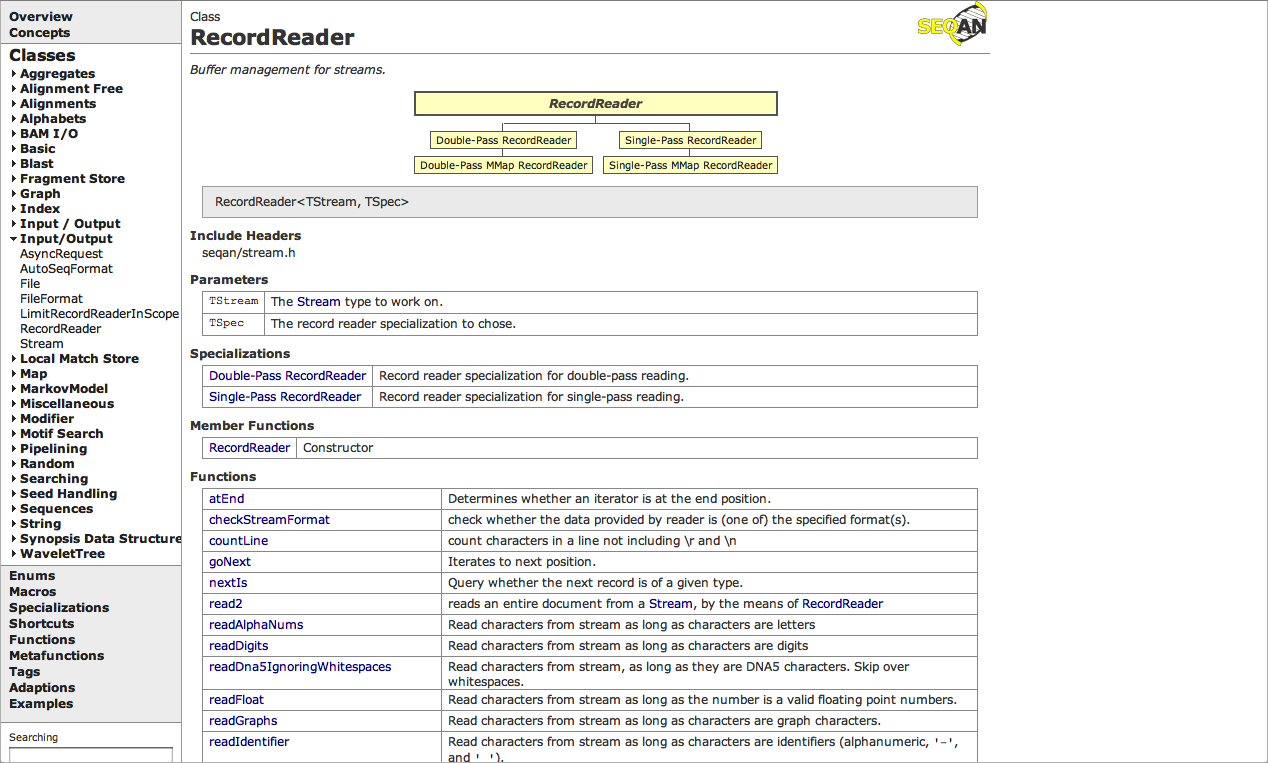 Overview
Concepts
Classes
Aggregates
Alignment Free
Alignments
Alphabets
BAM I/O
Basic
Blast
Fragment Store
Graph
Index
Input / Output
Input/Output
AsyncRequest
AutoSeqFormat
File
FileFormat
LimitRecordReaderInScope
RecordReader
Stream
Local Match Store
Map
MarkovModel
Miscellaneous
Modifier
Motif Search
Pipelining
Random
Searching
Seed Handling
Sequences
String
Synopsis Data Structure
WaveletTree
Enums
Macros
Specializations
Shortcuts
Functions
Metafunctions
Tags
Adaptions
Examples
Searching
Class
RecordReader
SEQAN
Buffer management for streams.
RecordReader
Double-Pass RecordReader Single-Pass RecordReader
Double-Pass MMap RecordReader Single-Pass MMap RecordReader
RecordReader<TStream, TSpec>
Include Headers
seqan/stream.h
Parameters
TStream The Stream type to work on.
TSpec The record reader specialization to chose.
Specializations
Double-Pass RecordReader Record reader specialization for double-pass reading.
Single-Pass RecordReader Record reader specialization for single-pass reading.
Member Functions
RecordReader Constructor
Functions
atEnd Determines whether an iterator is at the end position.
checkStreamFormat check whether the data provided by reader is (one of) the specified format(s).
countLine count characters in a line not including \r and \n
goNext Iterates to next position.
nextIs Query whether the next record is of a given type.
read2 reads an entire document from a Stream, by the means of RecordReader
readAlphaNums Read characters from stream as long as characters are letters
readDigits Read characters from stream as long as characters are digits
readDna5IgnoringWhitespaces Read characters from stream, as long as they are DNA5 characters. Skip over
whitespaces.
readFloat Read characters from stream as long as the number is a valid floating point numbers.
readGraphs Read characters from stream as long as characters are graph characters.
readIdentifier Read characters from stream as long as characters are identifiers (alphanumeric, '-',
and '_').